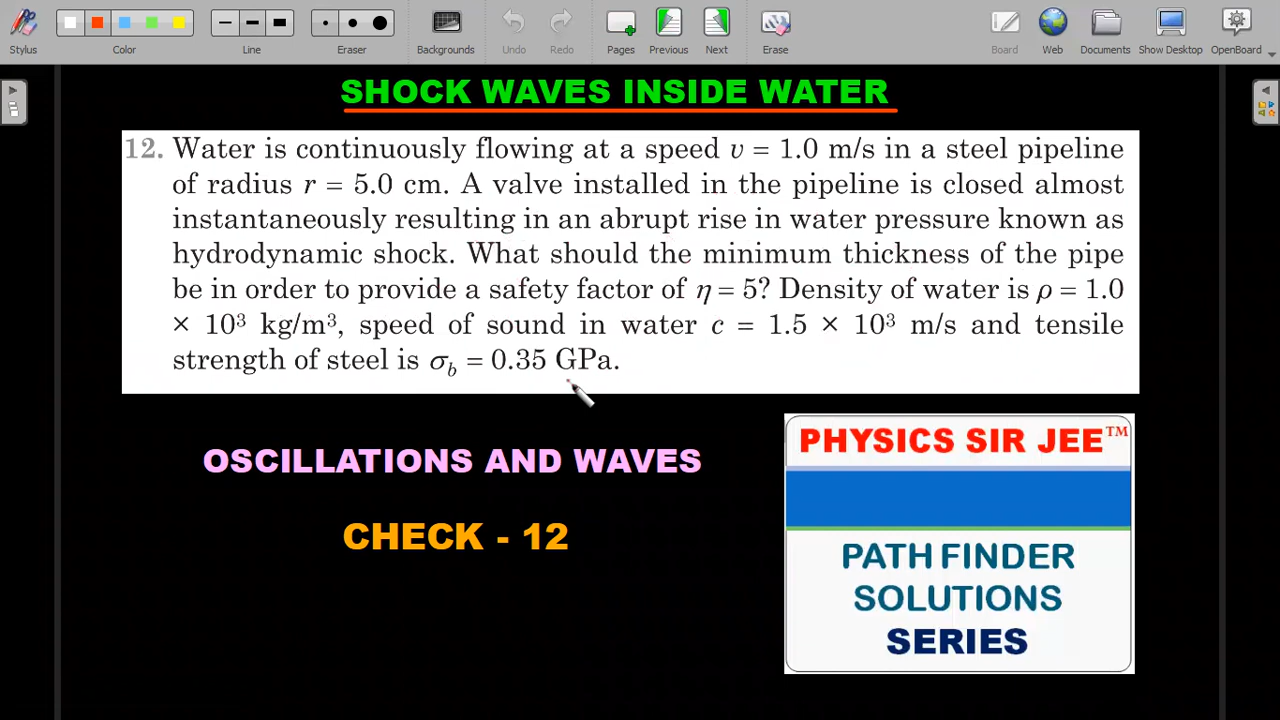 Stylus Color Line Eraser Backgrounds Undo Redo Pages Previous Next Erase Board Web Documents Show Desktop OpenBoard
SHOCK WAVES INSIDE WATER
12. Water is continuously flowing at a speed v = 1.0 m/s in a steel pipeline
of radius r = 5.0 cm. A valve installed in the pipeline is closed almost
instantaneously resulting in an abrupt rise in water pressure known as
hydrodynamic shock. What should the minimum thickness of the pipe
be in order to provide a safety factor of η = 5? Density of water is ρ = 1.0
× 10³ kg/m³, speed of sound in water c = 1.5 × 10³ m/s and tensile
strength of steel is σ_b = 0.35 GPa.
OSCILLATIONS AND WAVES
CHECK - 12
PHYSICS SIR JEE™
PATH FINDER
SOLUTIONS
SERIES